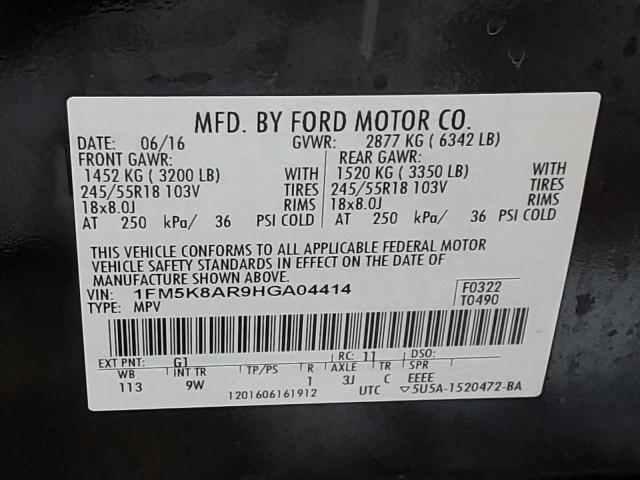 MFD. BY FORD MOTOR CO.
DATE: 06/16 GVWR: 2877 KG ( 6342 LB)
FRONT GAWR: REAR GAWR:
1452 KG ( 3200 LB) WITH 1520 KG ( 3350 LB) WITH
245/55R18 103V TIRES 245/55R18 103V TIRES
18x8.0J RIMS 18x8.0J RIMS
AT 250 kPa/ 36 PSI COLD AT 250 kPa/ 36 PSI COLD
THIS VEHICLE CONFORMS TO ALL APPLICABLE FEDERAL MOTOR
VEHICLE SAFETY STANDARDS IN EFFECT ON THE DATE OF
MANUFACTURE SHOWN ABOVE.
VIN: 1FM5K8AR9HGA04414 F0322
TYPE: MPV T0490
EXT PNT: G1 RC: 11 DSO:
WB INT TR TP/PS R AXLE TR SPR
113 9W 1 3J C EEEE
1201606161912 UTC ▽5U5A-1520472-BA